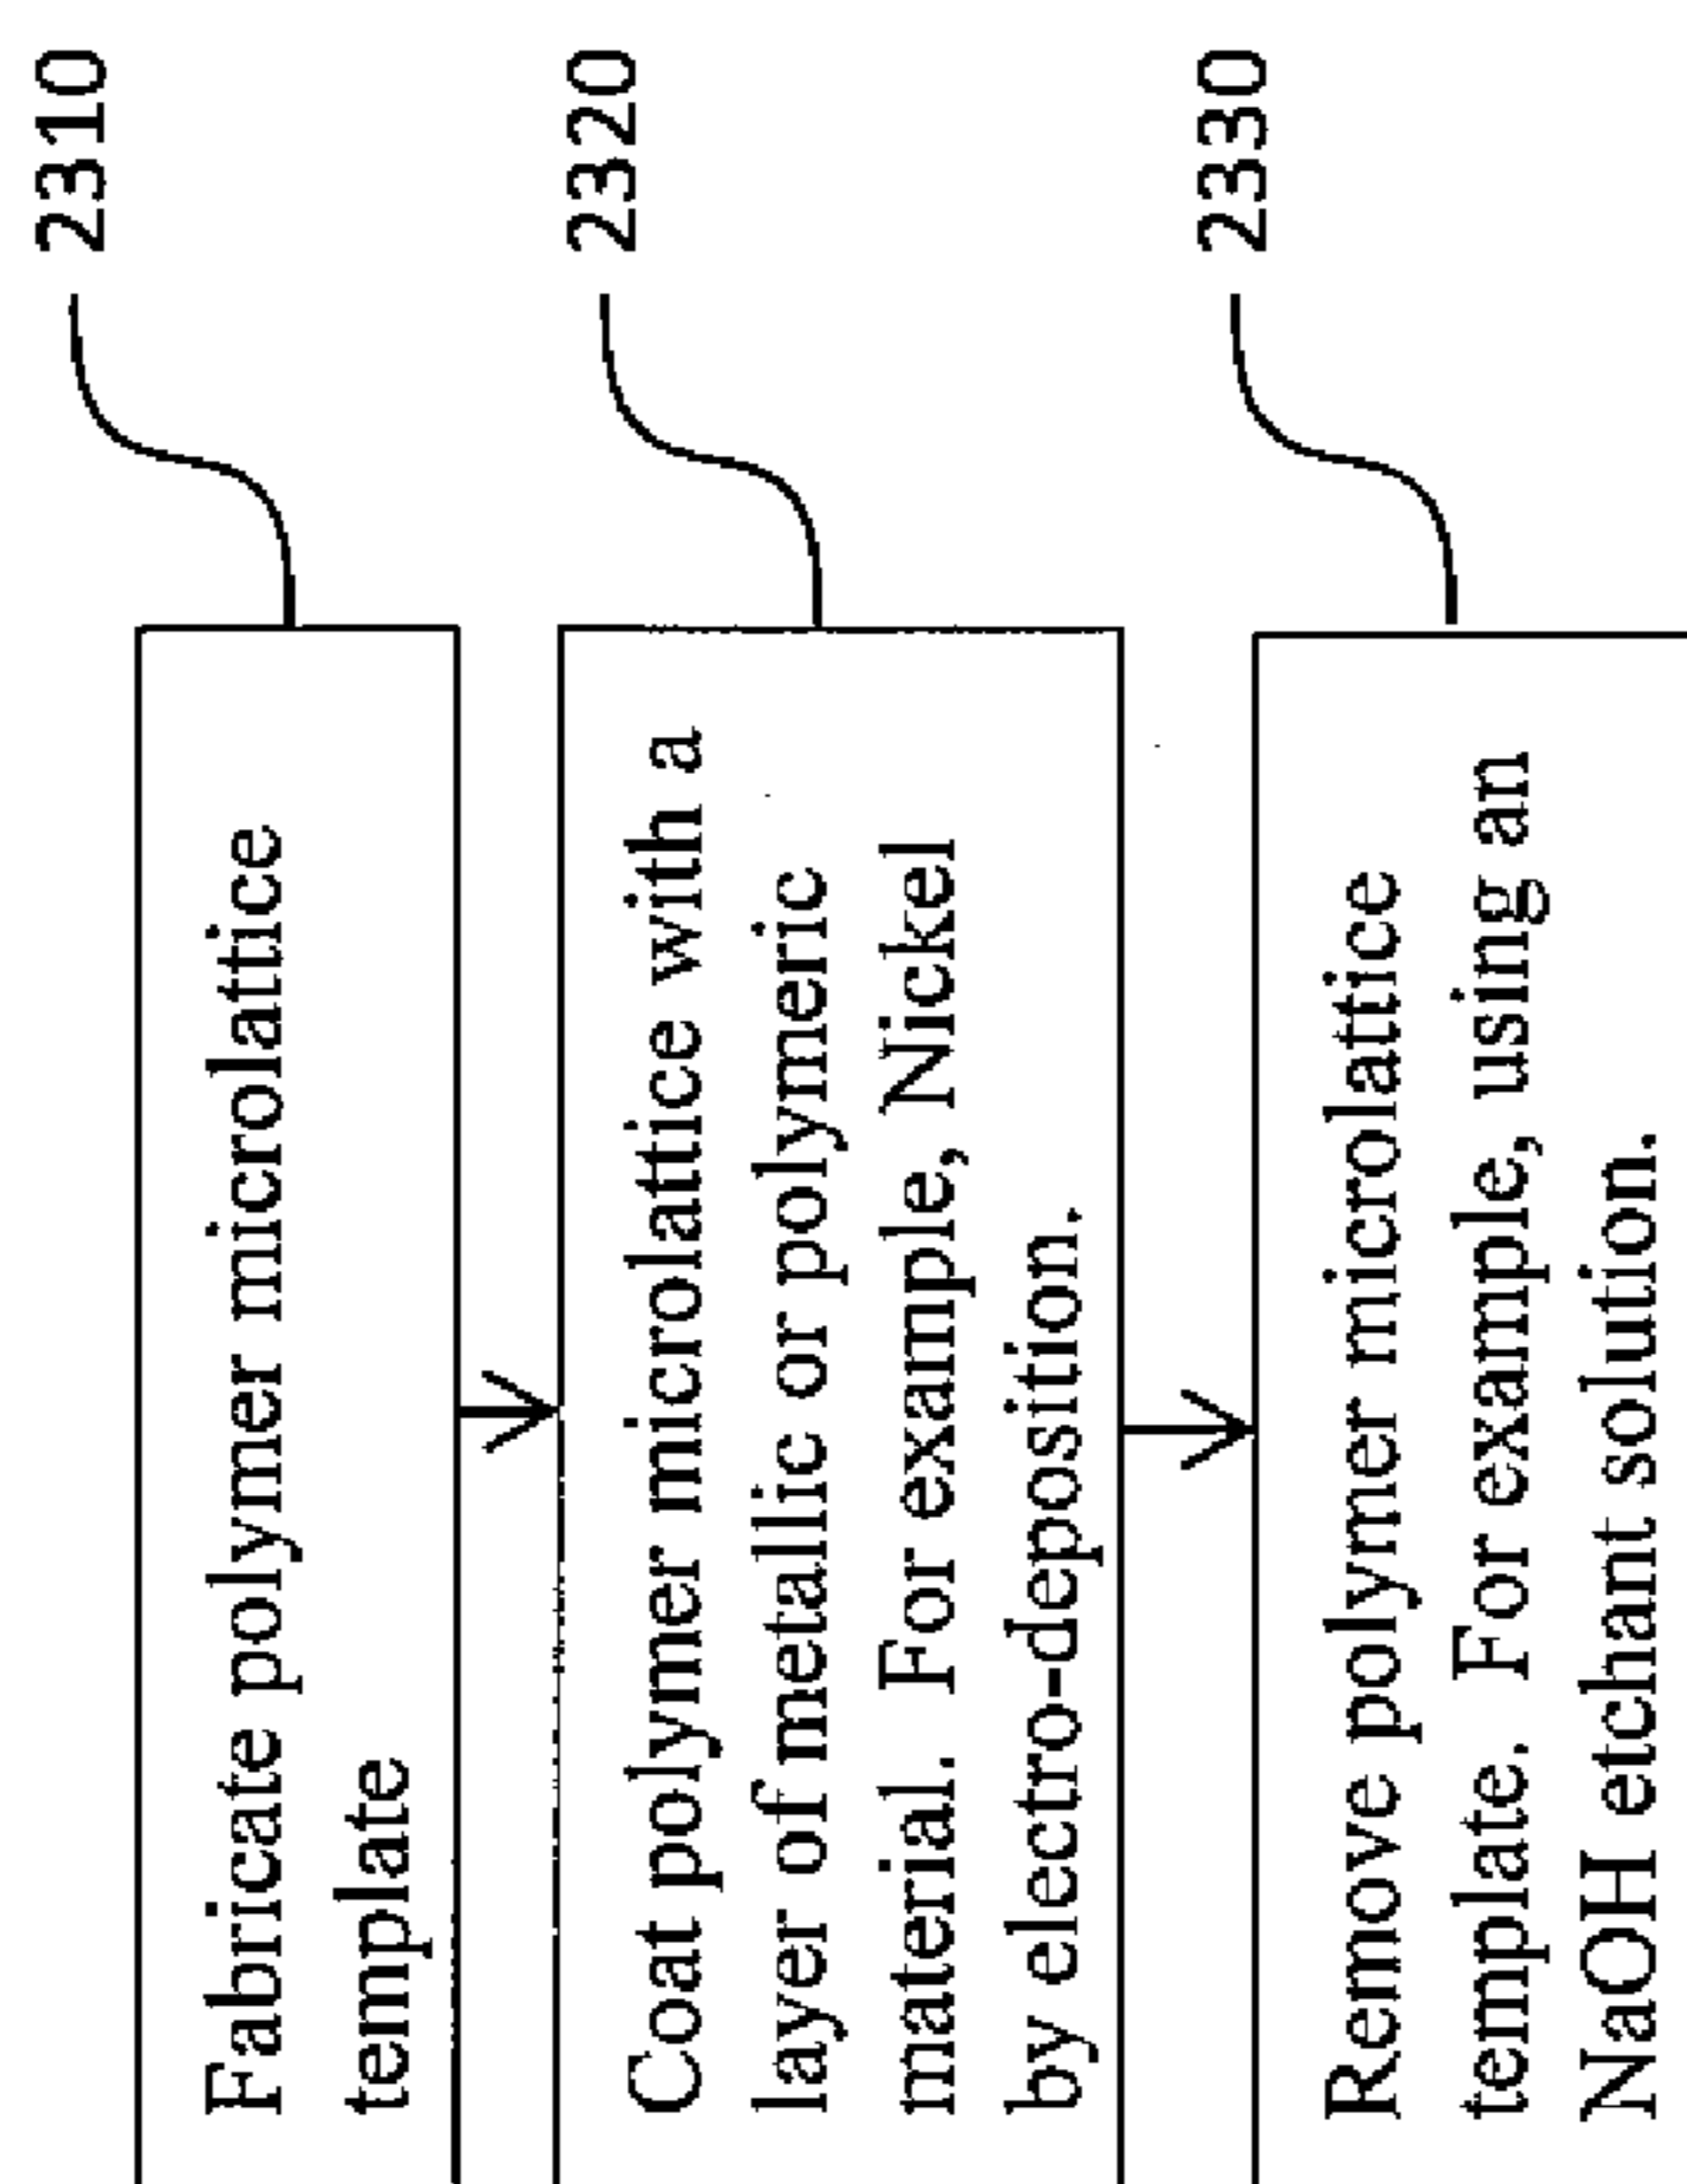 Fabricate polymer microlattice
template
2310
Coat polymer microlattice with a
layer of metallic or polymeric
material. For example, Nickel
by electro-deposition.
2320
Remove polymer microlattice
template. For example, using an
NaOH etchant solution.
2330